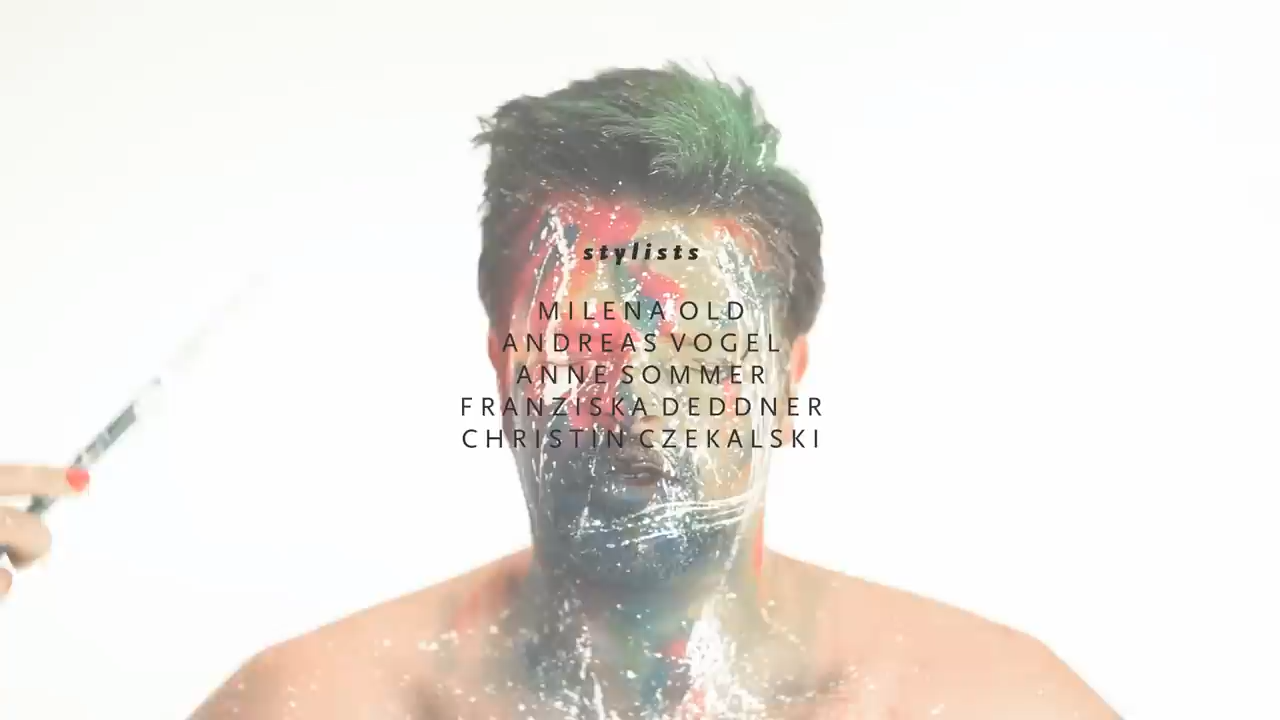 stylists
MILENA OLD
ANDREAS VOGEL
ANNE SOMMER
FRANZISKA DEDDNER
CHRISTIN CZEKALSKI